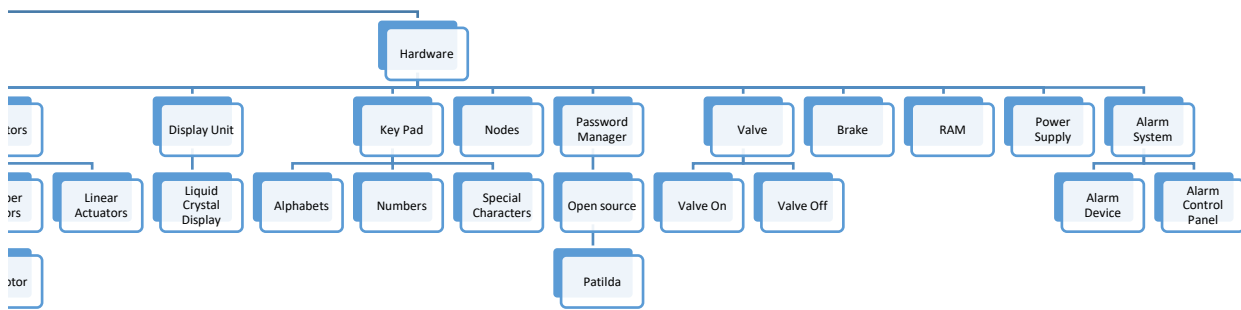 Hardware
Display Unit
Key Pad
Nodes
Password
Manager
Valve
Brake
RAM
Power
Supply
Alarm
System
Linear
Actuators
Liquid
Crystal
Display
Alphabets
Numbers
Special
Characters
Open source
Valve On
Valve Off
Alarm
Device
Alarm
Control
Panel
Patilda